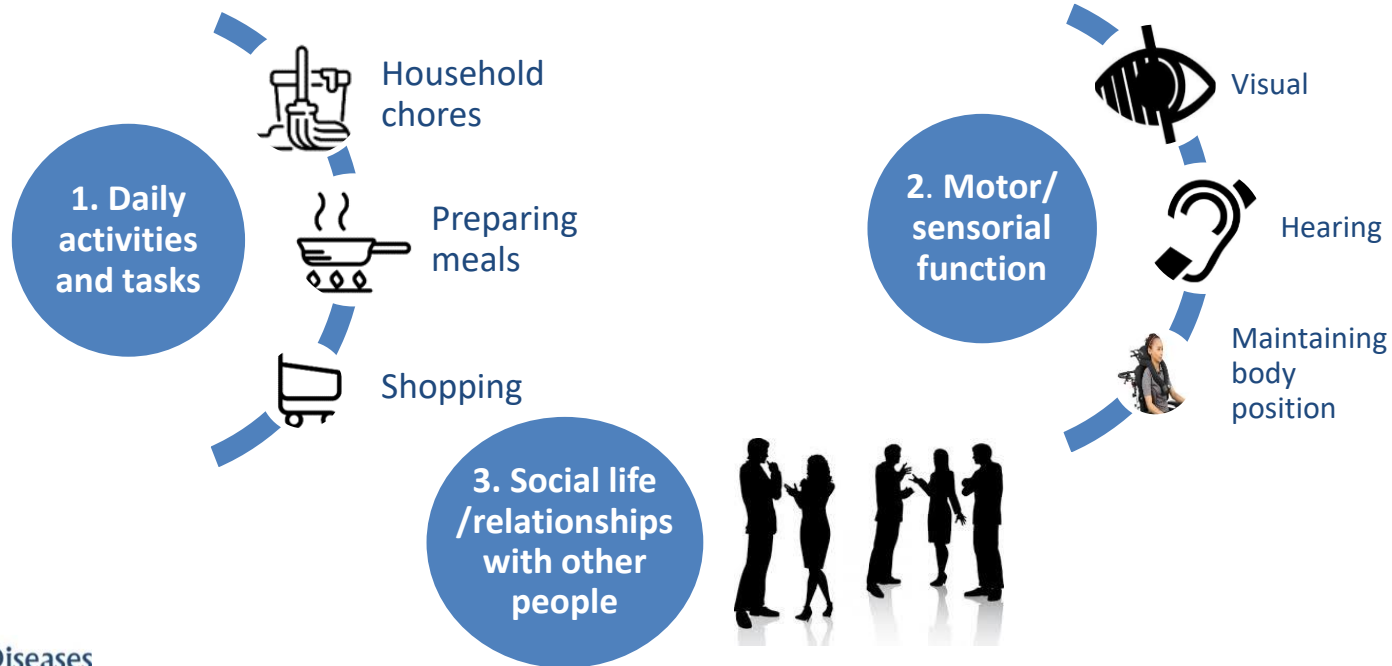 1. Daily
activities
and tasks
Household
chores
Preparing
meals
Shopping
2. Motor/
sensorial
function
Visual
Hearing
Maintaining
body
position
3. Social life
/relationships
with other
people
Diseases